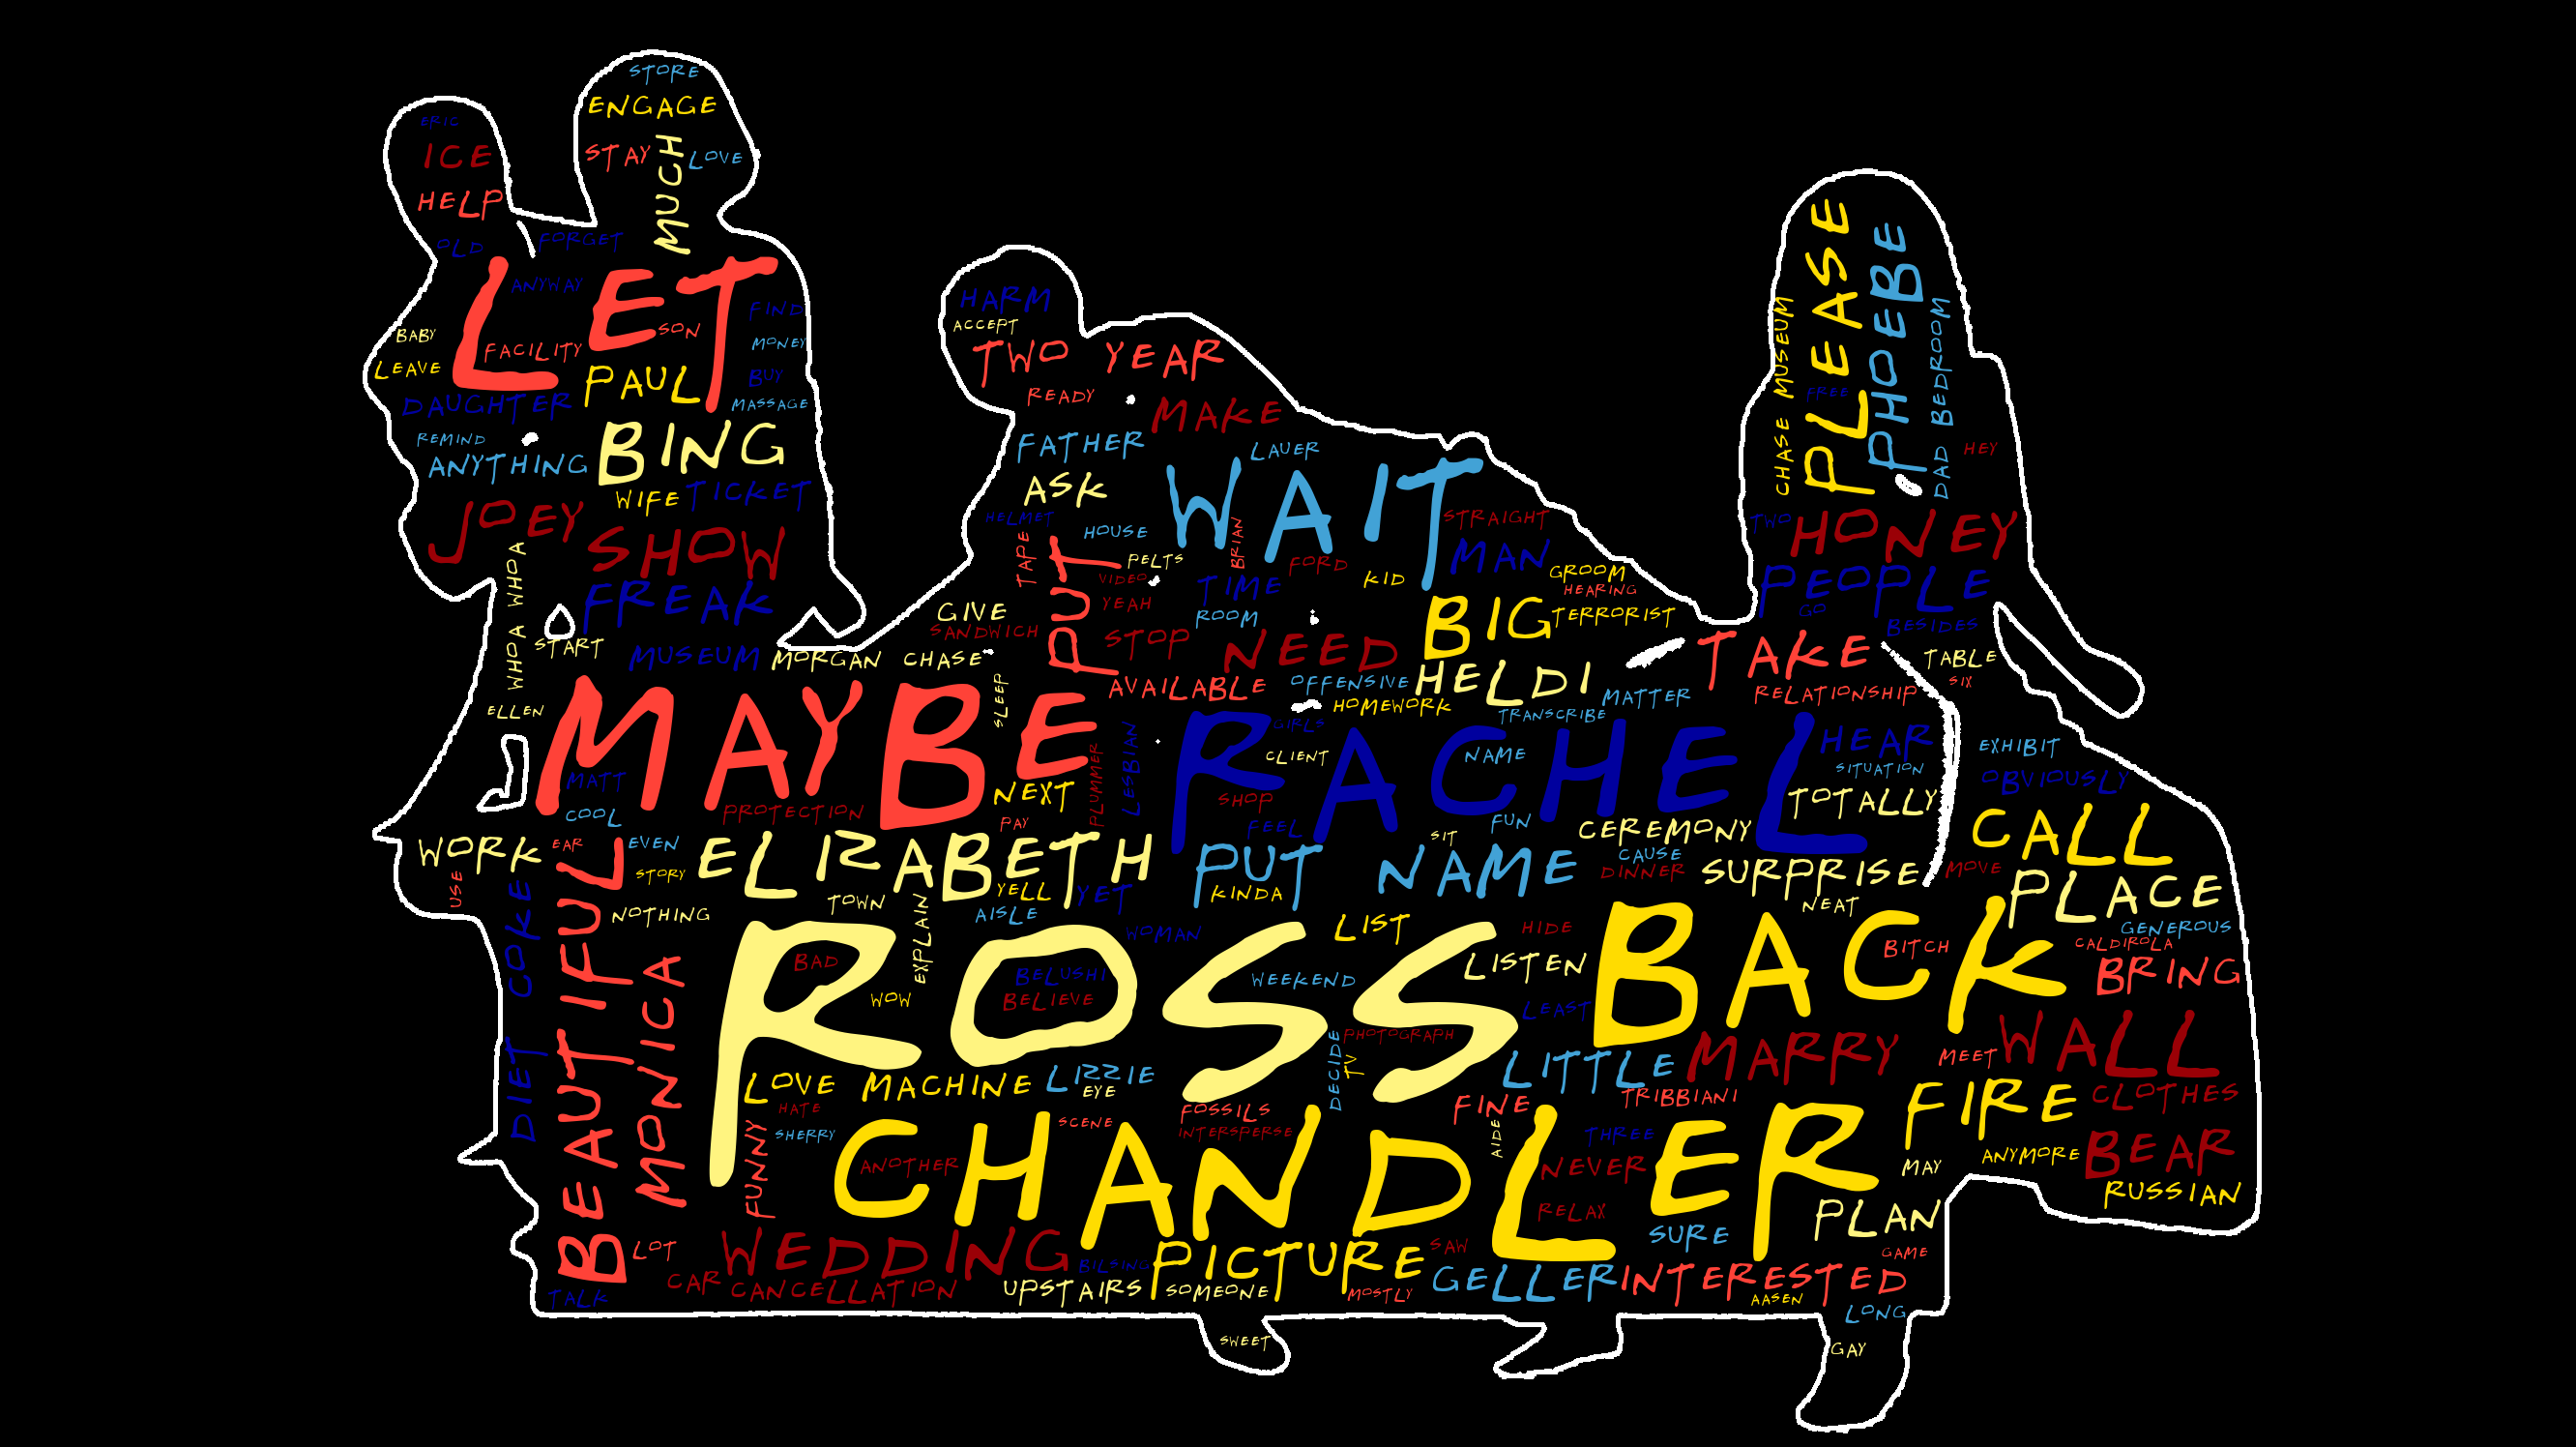 STORE
ENGAGE
STAY
MUCH
LOVE
ERIC
ICE
HELP
OLD
FORGET
LET
ANYWAY
FIND
SON
BABY
FACILITY
MONEY
LEAVE
PAUL
BUY
DAUGHTER
MASSAGE
REMIND
BING
ANYTHING
WIFE
TICKET
JOEY
SHOW
WHOA WHOA
FREAK
START
MUSEUM
MORGAN CHASE
ELLEN
HARM
ACCEPT
TWO YEAR
READY
MAKE
FATHER
LAUER
ASK
WAIT
HELMET
HOUSE
STRAIGHT
TAPE
PUT
PELTS
BRIAN
FORD
MAN
VIDEO
TIME
KID
GROOM
HEARING
YEAH
GIVE
ROOM
BIG
TERRORIST
SANDWICH
STOP
NEED
AVAILABLE
OFFENSIVE
HELDI
MATTER
HOMEWORK
TRANSCRIBE
SLEEP
PLEASE
PHOEBE
CHASE MUSEUM
FREE
DAD BEDROOM
HEY
TWO
HONEY
PEOPLE
GO
BESIDES
TAKE
TABLE
SIX
RELATIONSHIP
MAYBE
MATT
COOL
PROTECTION
NEXT
PAY
PLUMMER
LESBIAN
RACHEL
GIRLS
CLIENT
NAME
SHOP
FEEL
HEAR
SITUATION
TOTALLY
EXHIBIT
OBVIOUSLY
CALL
WORK
EAR
EVEN
USE
STORY
ELIZABETH
YELL
YET
PUT NAME
KINDA
SIT
FUN
CEREMONY
CAUSE
DINNER
SURPRISE
NEAT
MOVE
PLACE
GENEROUS
CALDIROLA
BRING
DIET COKE
BEAUTIFUL
NOTHING
MONICA
TOWN
EXPLAIN
AISLE
WOMAN
ROSS
BAD
WOW
BELUSHI
BELIEVE
WEEKEND
LIST
HIDE
LISTEN
LEAST
BACK
BITCH
PHOTOGRAPH
DECIDE
TV
LOVE MACHINE
LIZZIE
EYE
LITTLE
MARRY
MEET
WALL
HATE
SHERRY
FUNNY
SCENE
FOSSILS
INTERSPERSE
FINE
TRIBBIANI
FIRE
CLOTHES
CHANDLER
ANOTHER
AIDE
THREE
NEVER
RELAX
MAY
ANYMORE
BEAR
RUSSIAN
LOT
WEDDING
BILSING
PICTURE
SAW
SURE
PLAN
GAME
TALK
CAR
CANCELLATION
UPSTAIRS
SOMEONE
MOSTLY
GELLER
INTERESTED
AASEN
LONG
SWEET
GAY